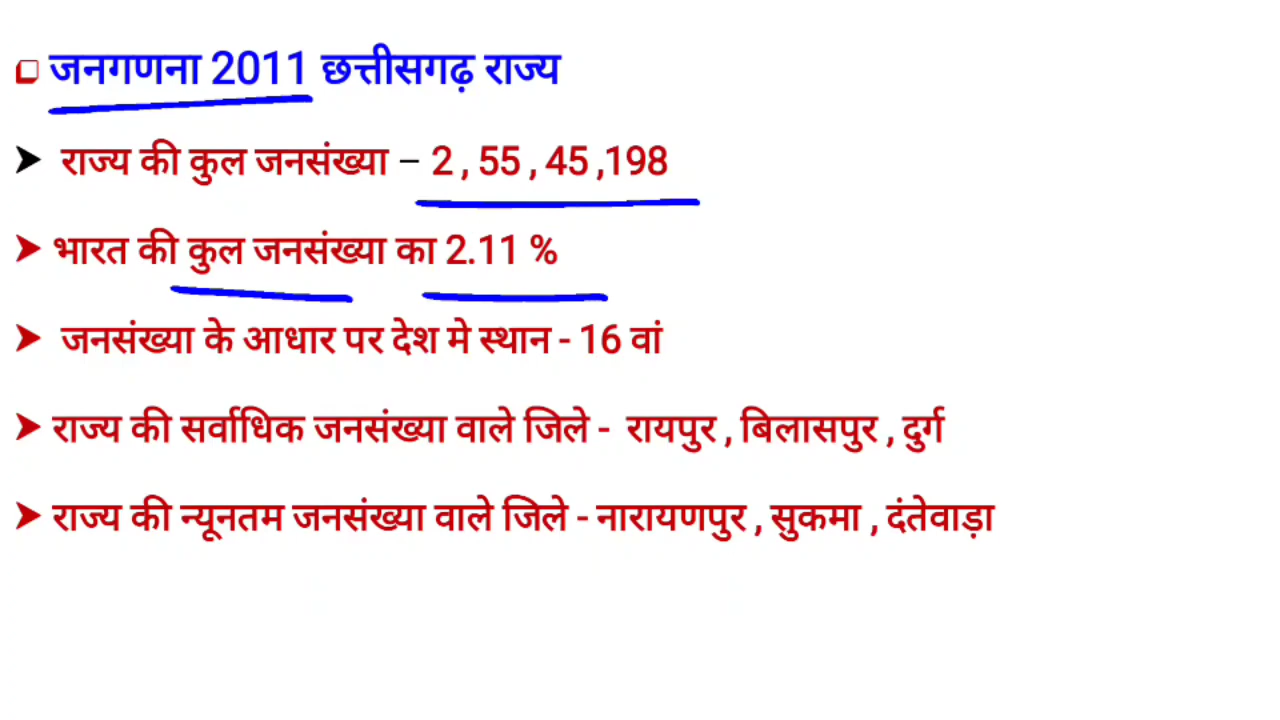 जनगणना 2011 छत्तीसगढ़ राज्य
राज्य की कुल जनसंख्या – 2 , 55 , 45 ,198
भारत की कुल जनसंख्या का 2.11 %
जनसंख्या के आधार पर देश मे स्थान - 16 वां
राज्य की सर्वाधिक जनसंख्या वाले जिले - रायपुर , बिलासपुर , दुर्ग
राज्य की न्यूनतम जनसंख्या वाले जिले - नारायणपुर , सुकमा , दंतेवाड़ा